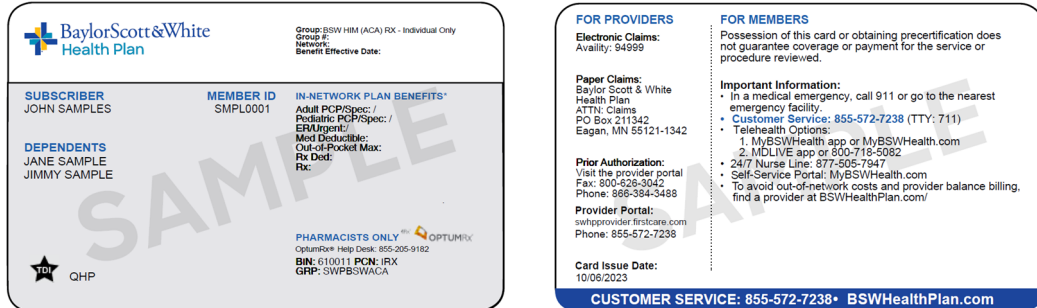 BaylorScott&White
Health Plan
Group:BSW HIM (ACA) RX - Individual Only
Group #:
Network:
Benefit Effective Date:
SUBSCRIBER
JOHN SAMPLES
MEMBER ID
SMPL0001
DEPENDENTS
JANE SAMPLE
JIMMY SAMPLE
IN-NETWORK PLAN BENEFITS*
Adult PCP/Spec: /
Pediatric PCP/Spec: /
ER/Urgent:/
Med Deductible:
Out-of-Pocket Max:
Rx Ded:
Rx:
SAMPLE
PHARMACISTS ONLY
OPTUMRx
OptumRx® Help Desk: 855-205-9182
BIN: 610011 PCN: IRX
GRP: SWPBSWACA
TDI
QHP
FOR PROVIDERS
Electronic Claims:
Availity: 94999
Paper Claims:
Baylor Scott & White
Health Plan
ATTN: Claims
PO Box 211342
Eagan, MN 55121-1342
Prior Authorization:
Visit the provider portal
Fax: 800-626-3042
Phone: 866-384-3488
Provider Portal:
swhpprovider.firstcare.com
Phone: 855-572-7238
Card Issue Date:
10/06/2023
FOR MEMBERS
Possession of this card or obtaining precertification does
not guarantee coverage or payment for the service or
procedure reviewed.
Important Information:
• In a medical emergency, call 911 or go to the nearest
emergency facility.
• Customer Service: 855-572-7238 (TTY: 711)
• Telehealth Options:
1. MyBSWHealth app or MyBSWHealth.com
2. MDLIVE app or 800-718-5082
• 24/7 Nurse Line: 877-505-7947
• Self-Service Portal: MyBSWHealth.com
• To avoid out-of-network costs and provider balance billing,
find a provider at BSWHealthPlan.com/
SAMPLE
CUSTOMER SERVICE: 855-572-7238• BSWHealthPlan.com